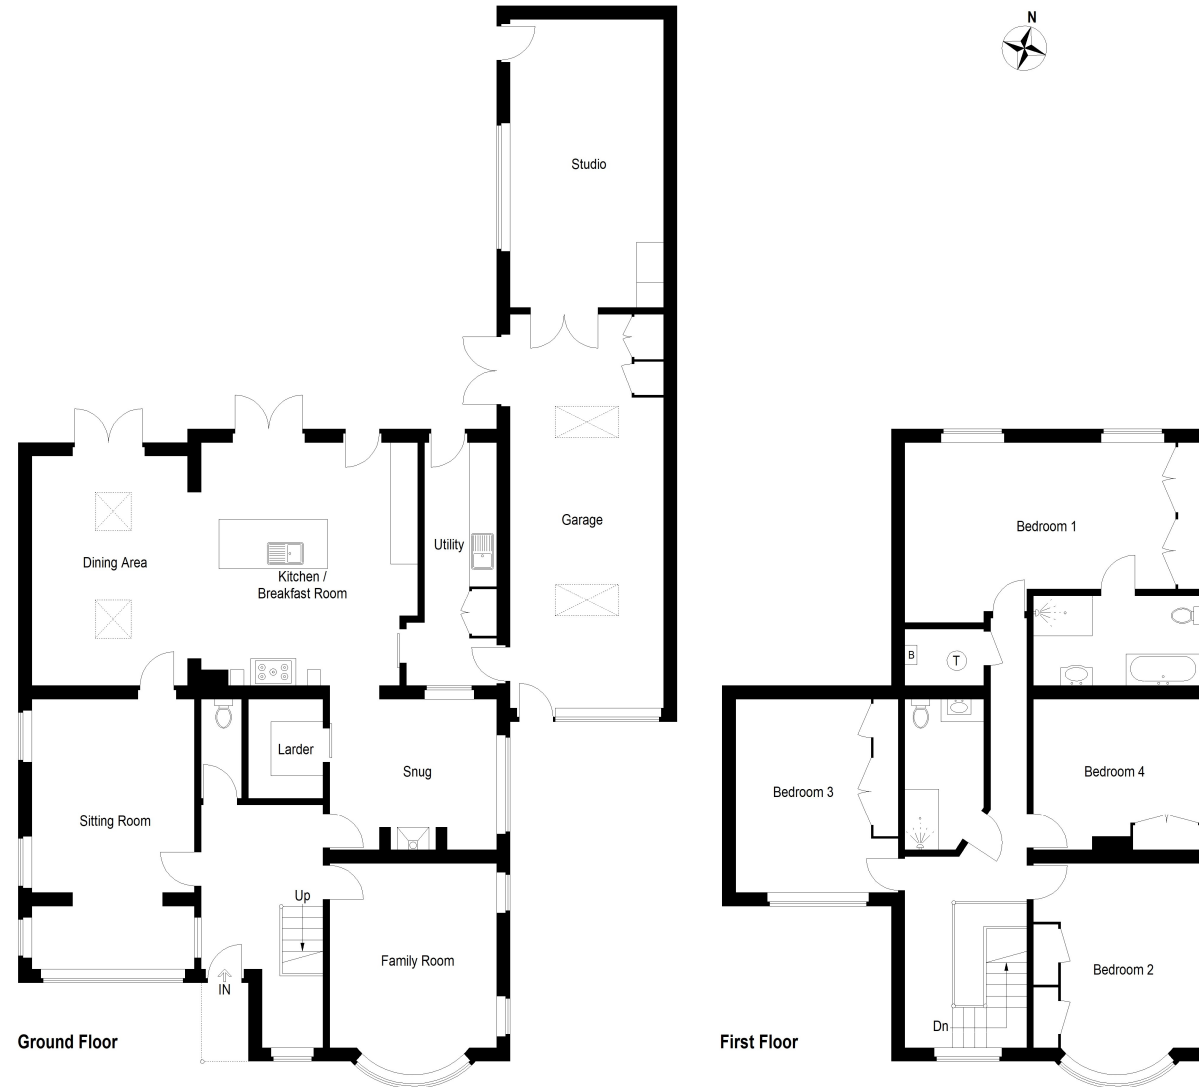 N
Studio
Garage
Utility
Dining Area
Kitchen /
Breakfast Room
Larder
Snug
Sitting Room
Up
Family Room
IN
Ground Floor
Bedroom 1
B
T
Bedroom 3
Bedroom 4
Bedroom 2
Dn
First Floor